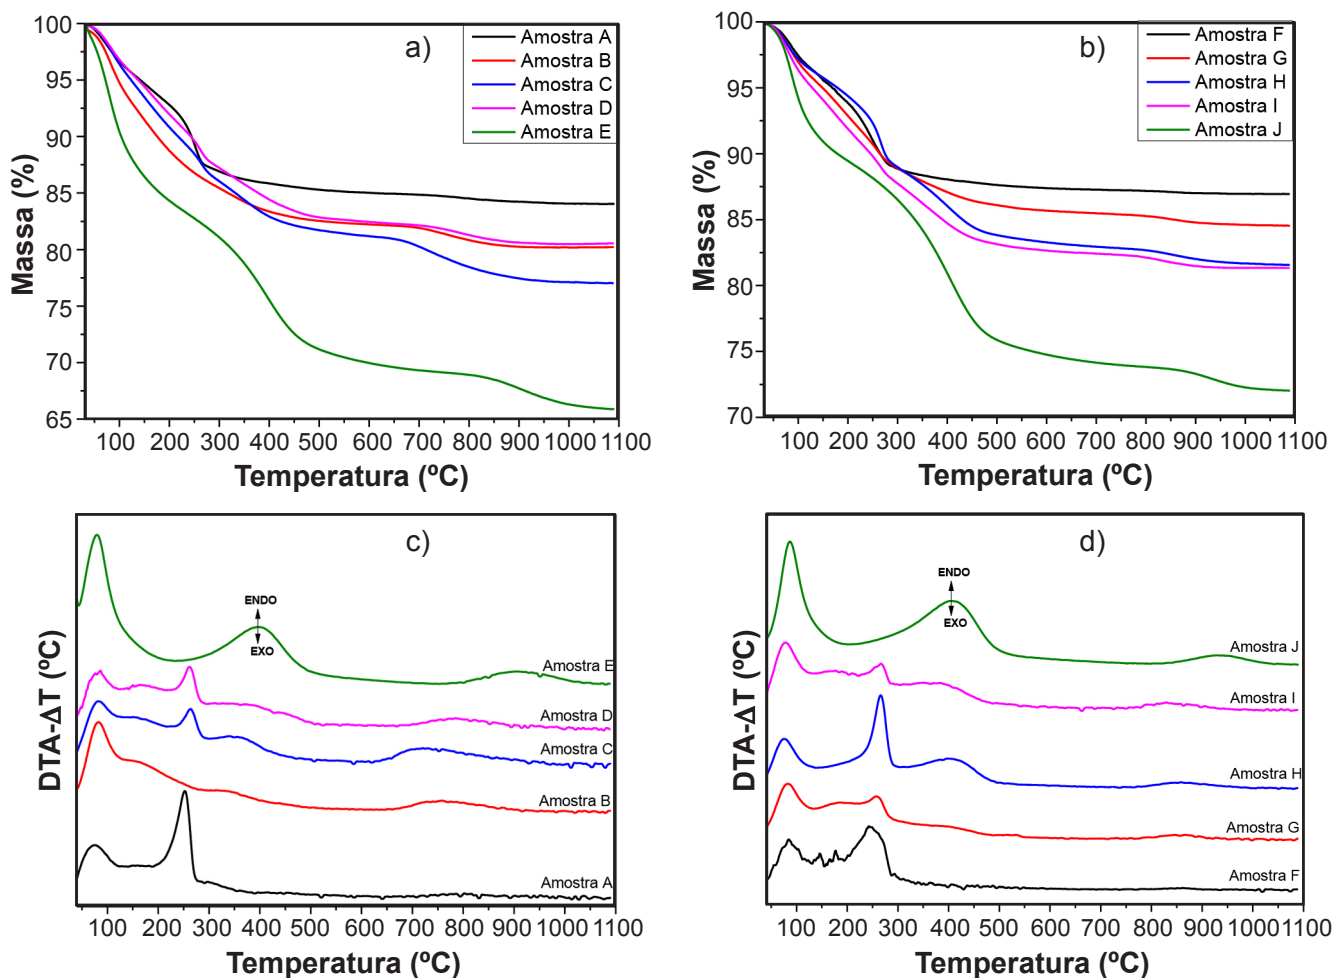 a)
Amostra A
Amostra B
Amostra C
Amostra D
Amostra E
100
95
90
85
80
75
70
65
Massa (%)
100 200 300 400 500 600 700 800 900 1000 1100
Temperatura (ºC)
b)
Amostra F
Amostra G
Amostra H
Amostra I
Amostra J
100
95
90
85
80
75
70
Massa (%)
100 200 300 400 500 600 700 800 900 1000 1100
Temperatura (ºC)
c)
ENDO
EXO
Amostra E
Amostra D
Amostra C
Amostra B
Amostra A
DTA-ΔT (ºC)
100 200 300 400 500 600 700 800 900 1000 1100
Temperatura (ºC)
d)
ENDO
EXO
Amostra J
Amostra I
Amostra H
Amostra G
Amostra F
DTA-ΔT (ºC)
100 200 300 400 500 600 700 800 900 1000 1100
Temperatura (ºC)